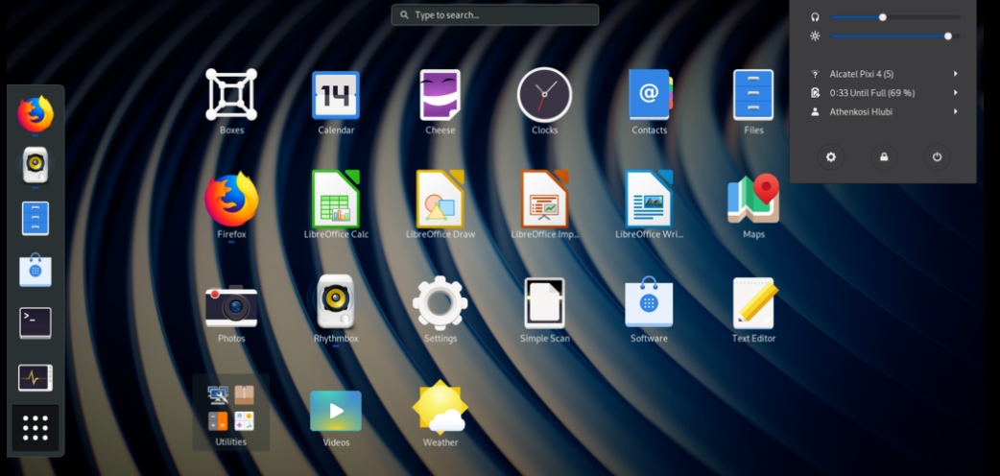 Type to search...
Alcatel Pixi 4 (5)
0:33 Until Full (69 %)
Athenkosi Hlubi
14
@
Boxes
Calendar
Cheese
Clocks
Contacts
Files
Firefox
LibreOffice Calc
LibreOffice Draw
LibreOffice Imp...
LibreOffice Wri...
Maps
Photos
Rhythmbox
Settings
Simple Scan
Software
Text Editor
Utilities
Videos
Weather
>_